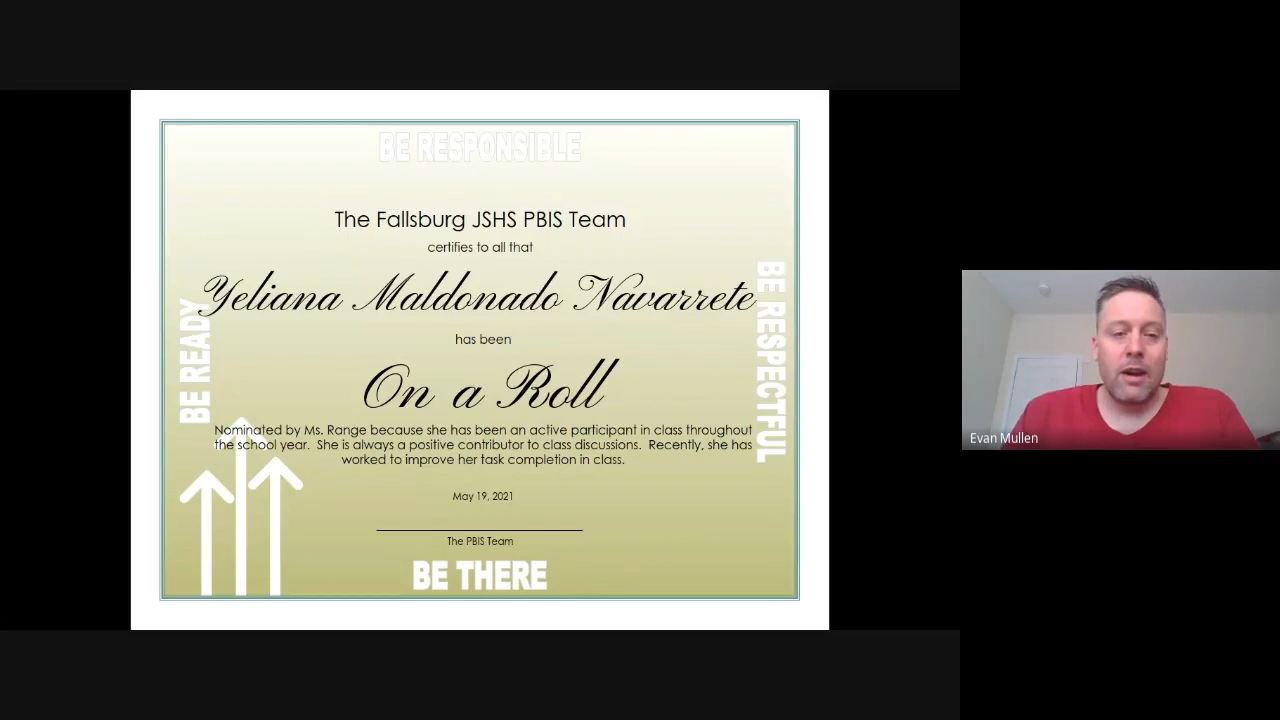 BE RESPONSIBLE
The Fallsburg JSHS PBIS Team
certifies to all that
Yeliana Maldonado Navarrete
has been
On a Roll
Nominated by Ms. Range because she has been an active participant in class throughout
the school year.  She is always a positive contributor to class discussions.  Recently, she has
worked to improve her task completion in class.
May 19, 2021
The PBIS Team
BE THERE
BE READY
BE RESPECTFUL
Evan Mullen